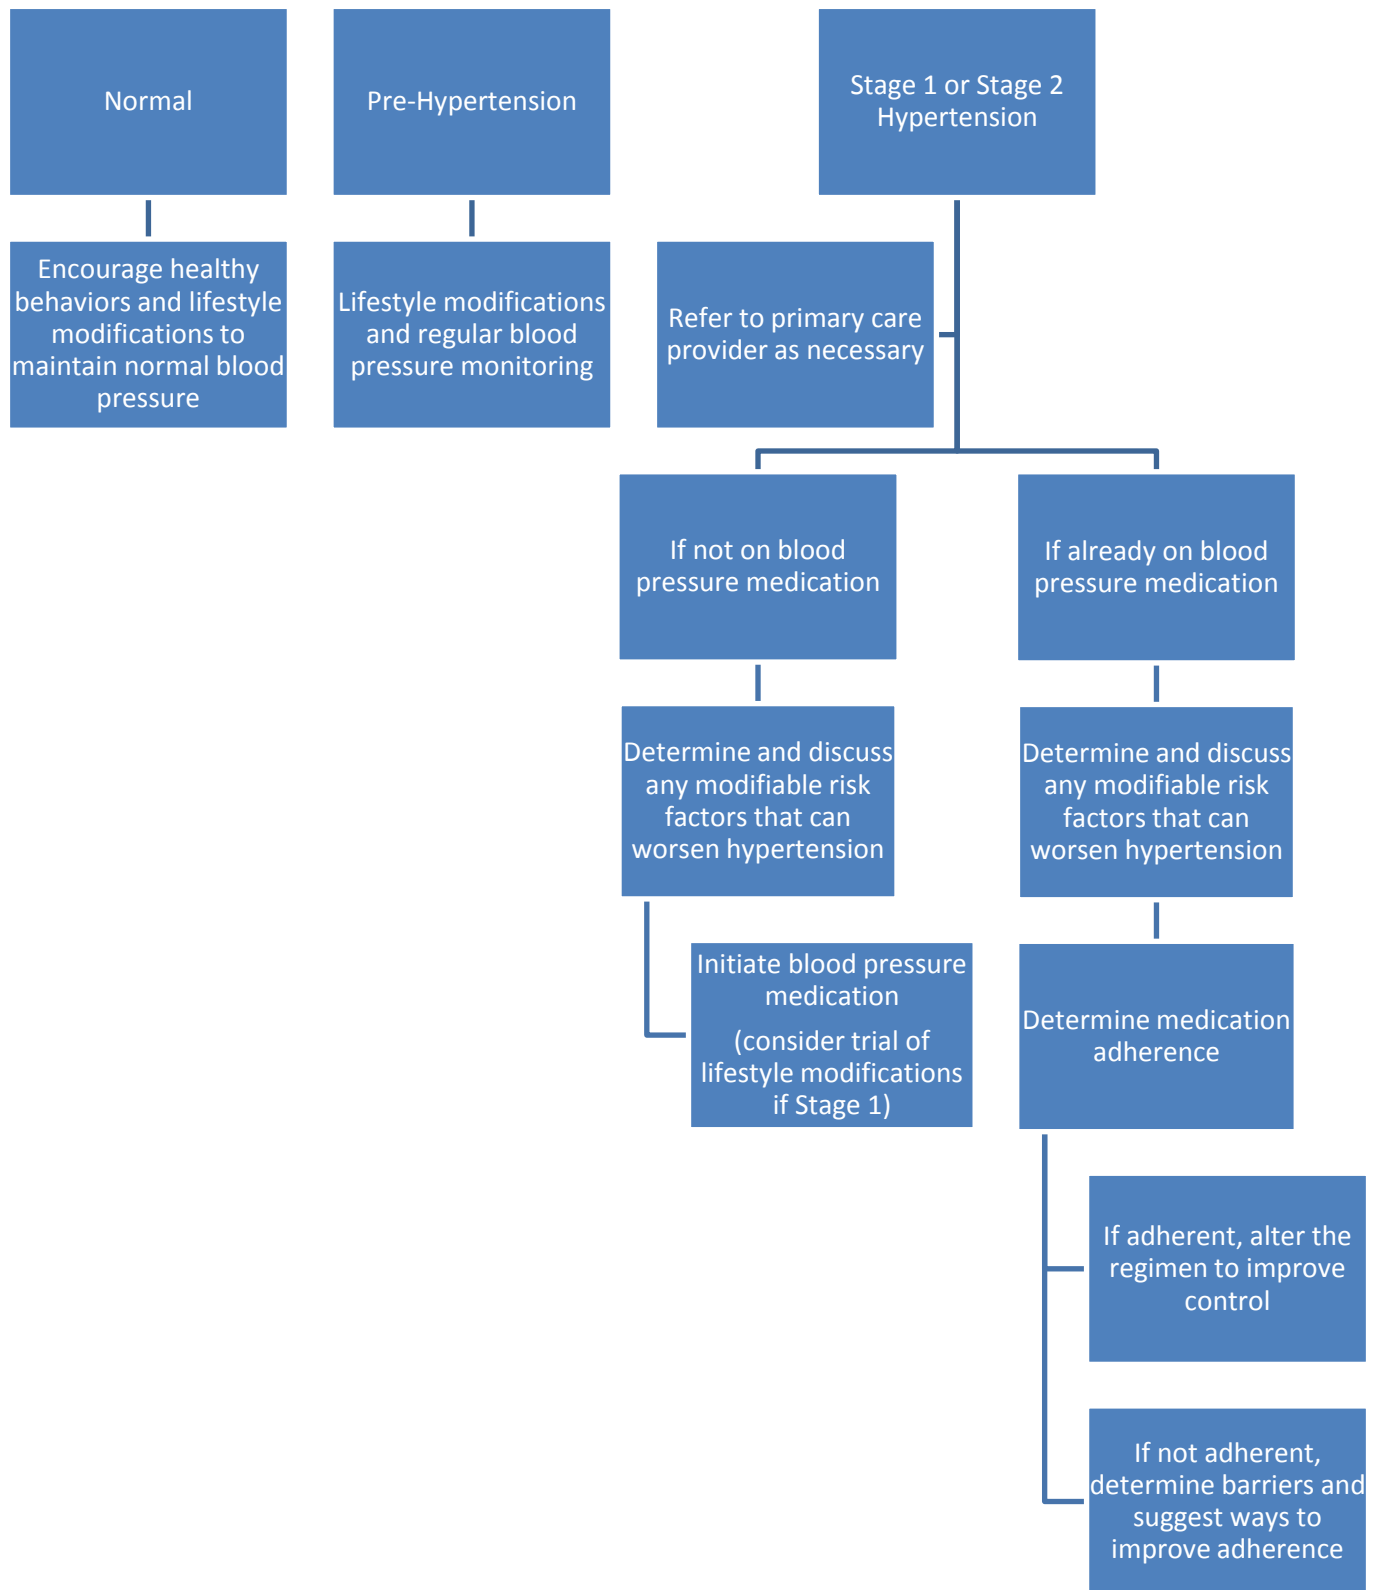 Normal
Pre-Hypertension
Stage 1 or Stage 2
Hypertension
Encourage healthy
behaviors and lifestyle
modifications to
maintain normal blood
pressure
Lifestyle modifications
and regular blood
pressure monitoring
Refer to primary care
provider as necessary
If not on blood
pressure medication
If already on blood
pressure medication
Determine and discuss
any modifiable risk
factors that can
worsen hypertension
Determine and discuss
any modifiable risk
factors that can
worsen hypertension
Initiate blood pressure
medication
(consider trial of
lifestyle modifications
if Stage 1)
Determine medication
adherence
If adherent, alter the
regimen to improve
control
If not adherent,
determine barriers and
suggest ways to
improve adherence